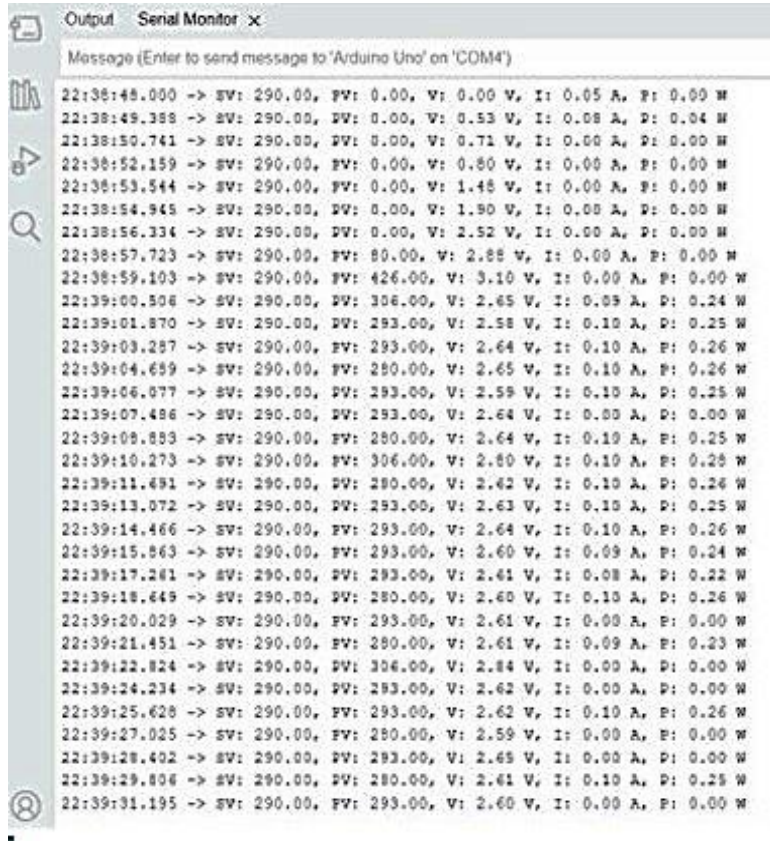 Output Serial Monitor x
Message (Enter to send message to 'Arduino Uno' on 'COM4')
22:38:48.000 -> SV: 290.00, PV: 0.00, V: 0.00 V, I: 0.05 A, P: 0.00 W
22:38:49.388 -> SV: 290.00, PV: 0.00, V: 0.53 V, I: 0.08 A, P: 0.04 W
22:38:50.741 -> SV: 290.00, PV: 0.00, V: 0.71 V, I: 0.00 A, P: 0.00 W
22:38:52.159 -> SV: 290.00, PV: 0.00, V: 0.80 V, I: 0.00 A, P: 0.00 W
22:38:53.544 -> SV: 290.00, PV: 0.00, V: 1.48 V, I: 0.00 A, P: 0.00 W
22:38:54.945 -> SV: 290.00, PV: 0.00, V: 1.90 V, I: 0.00 A, P: 0.00 W
22:38:56.334 -> SV: 290.00, PV: 0.00, V: 2.52 V, I: 0.00 A, P: 0.00 W
22:38:57.723 -> SV: 290.00, PV: 80.00, V: 2.88 V, I: 0.00 A, P: 0.00 W
22:38:59.103 -> SV: 290.00, PV: 426.00, V: 3.10 V, I: 0.00 A, P: 0.00 W
22:39:00.506 -> SV: 290.00, PV: 306.00, V: 2.65 V, I: 0.09 A, P: 0.24 W
22:39:01.870 -> SV: 290.00, PV: 293.00, V: 2.58 V, I: 0.10 A, P: 0.25 W
22:39:03.287 -> SV: 290.00, PV: 293.00, V: 2.64 V, I: 0.10 A, P: 0.26 W
22:39:04.689 -> SV: 290.00, PV: 280.00, V: 2.65 V, I: 0.10 A, P: 0.26 W
22:39:06.077 -> SV: 290.00, PV: 293.00, V: 2.59 V, I: 0.10 A, P: 0.25 W
22:39:07.486 -> SV: 290.00, PV: 293.00, V: 2.64 V, I: 0.00 A, P: 0.00 W
22:39:08.883 -> SV: 290.00, PV: 280.00, V: 2.64 V, I: 0.10 A, P: 0.25 W
22:39:10.273 -> SV: 290.00, PV: 306.00, V: 2.80 V, I: 0.10 A, P: 0.28 W
22:39:11.691 -> SV: 290.00, PV: 280.00, V: 2.62 V, I: 0.10 A, P: 0.26 W
22:39:13.072 -> SV: 290.00, PV: 293.00, V: 2.63 V, I: 0.10 A, P: 0.25 W
22:39:14.466 -> SV: 290.00, PV: 293.00, V: 2.64 V, I: 0.10 A, P: 0.26 W
22:39:15.863 -> SV: 290.00, PV: 293.00, V: 2.60 V, I: 0.09 A, P: 0.24 W
22:39:17.261 -> SV: 290.00, PV: 293.00, V: 2.61 V, I: 0.08 A, P: 0.22 W
22:39:18.649 -> SV: 290.00, PV: 280.00, V: 2.60 V, I: 0.10 A, P: 0.26 W
22:39:20.029 -> SV: 290.00, PV: 293.00, V: 2.61 V, I: 0.00 A, P: 0.00 W
22:39:21.451 -> SV: 290.00, PV: 280.00, V: 2.61 V, I: 0.09 A, P: 0.23 W
22:39:22.824 -> SV: 290.00, PV: 306.00, V: 2.84 V, I: 0.00 A, P: 0.00 W
22:39:24.234 -> SV: 290.00, PV: 293.00, V: 2.62 V, I: 0.00 A, P: 0.00 W
22:39:25.628 -> SV: 290.00, PV: 293.00, V: 2.62 V, I: 0.10 A, P: 0.26 W
22:39:27.025 -> SV: 290.00, PV: 280.00, V: 2.59 V, I: 0.00 A, P: 0.00 W
22:39:28.402 -> SV: 290.00, PV: 293.00, V: 2.65 V, I: 0.00 A, P: 0.00 W
22:39:29.806 -> SV: 290.00, PV: 280.00, V: 2.61 V, I: 0.10 A, P: 0.25 W
22:39:31.195 -> SV: 290.00, PV: 293.00, V: 2.60 V, I: 0.00 A, P: 0.00 W